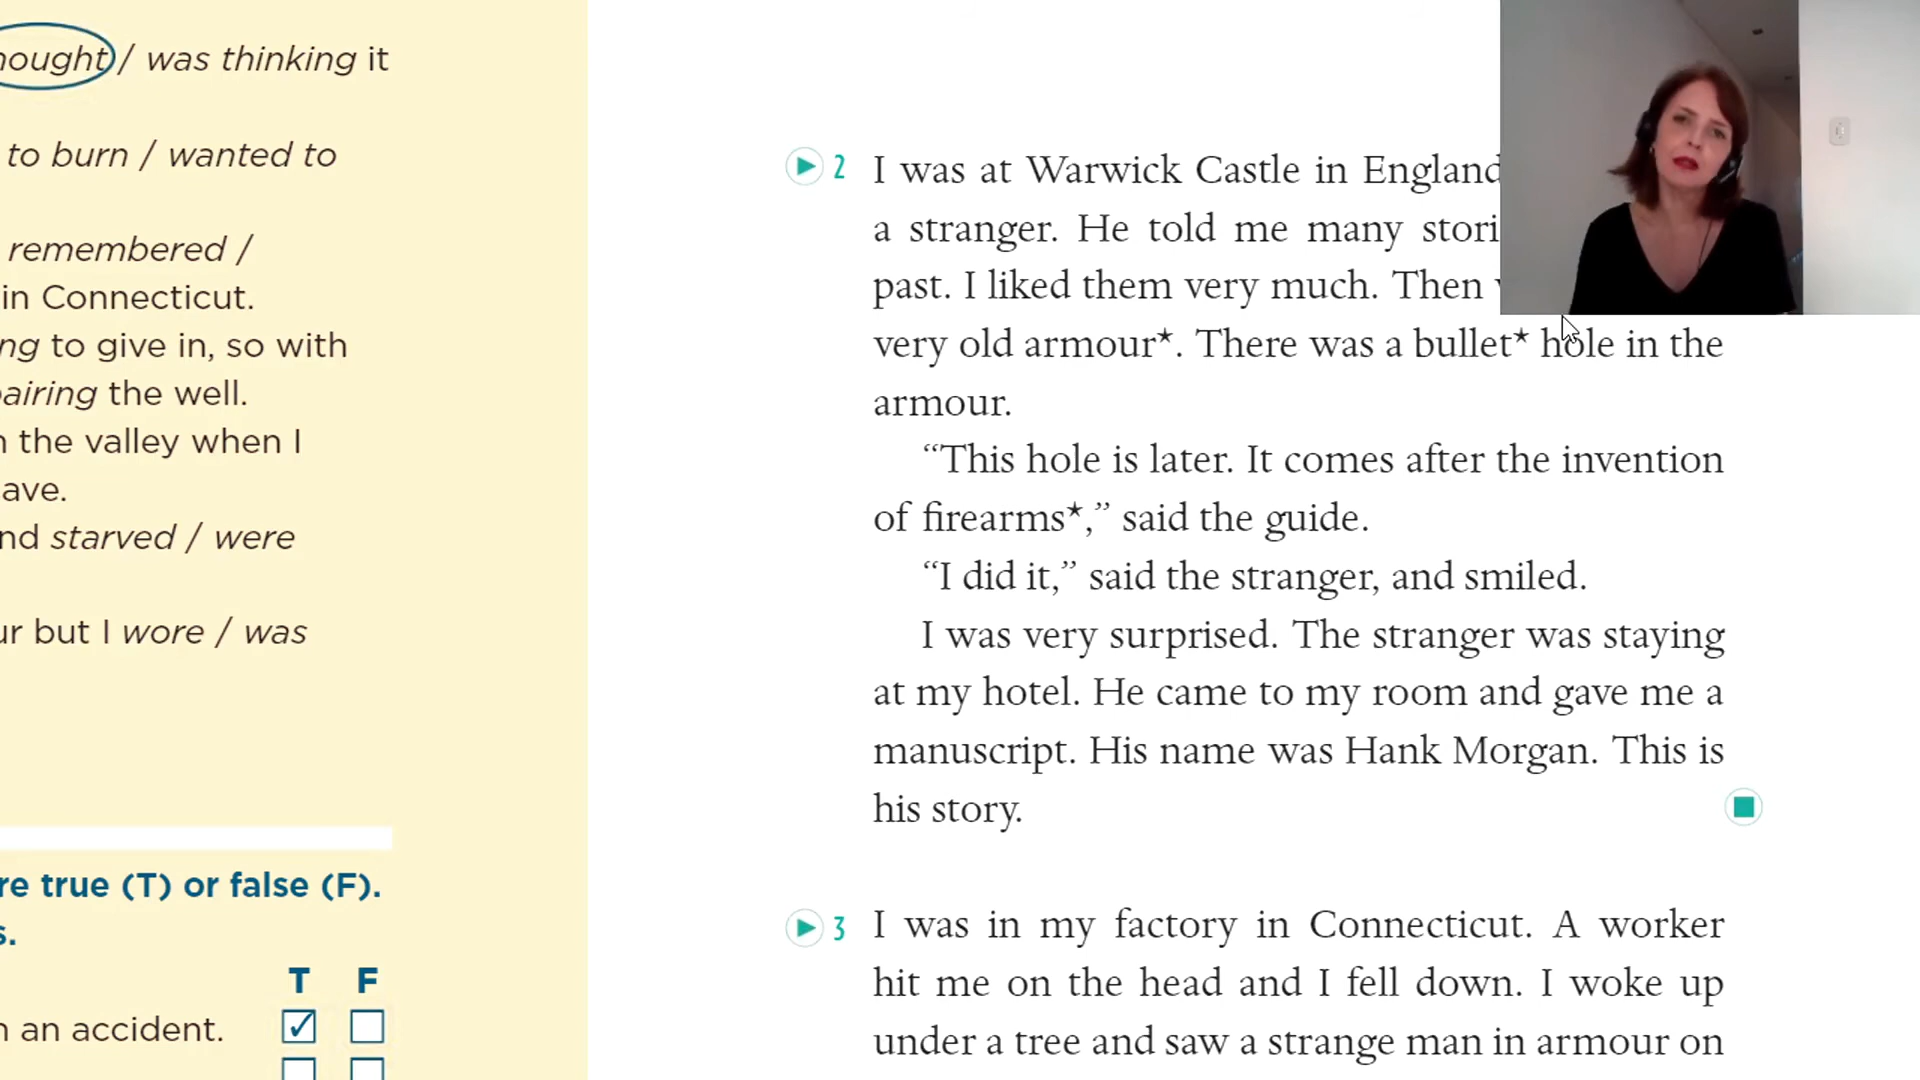 hought / was thinking it
to burn / wanted to
remembered /
in Connecticut.
ng to give in, so with
airing the well.
n the valley when I
ave.
nd starved / were
ur but I wore / was
re true (T) or false (F).
s.
T F
n an accident.
2 I was at Warwick Castle in England
a stranger. He told me many stori
past. I liked them very much. Then
very old armour*. There was a bullet* hole in the
armour.
“This hole is later. It comes after the invention
of firearms*,” said the guide.
“I did it,” said the stranger, and smiled.
I was very surprised. The stranger was staying
at my hotel. He came to my room and gave me a
manuscript. His name was Hank Morgan. This is
his story.
3 I was in my factory in Connecticut. A worker
hit me on the head and I fell down. I woke up
under a tree and saw a strange man in armour on